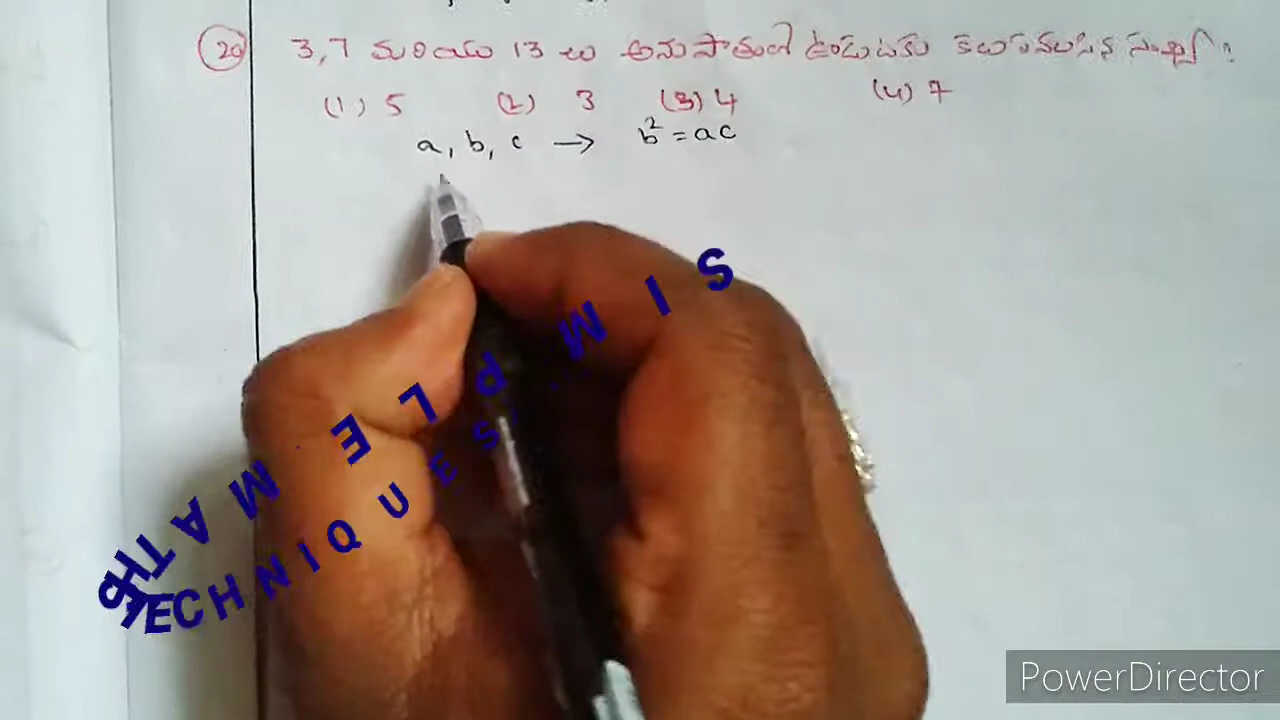 20 3,7 మరియు 13 లు అనుపాతంలో ఉండుటకు కలుపవలసిన సంఖ్య?
(1) 5 (2) 3 (3) 4 (4) 7
a, b, c → b² = ac
SIMPLE MATH
TECHNIQUES...
PowerDirector